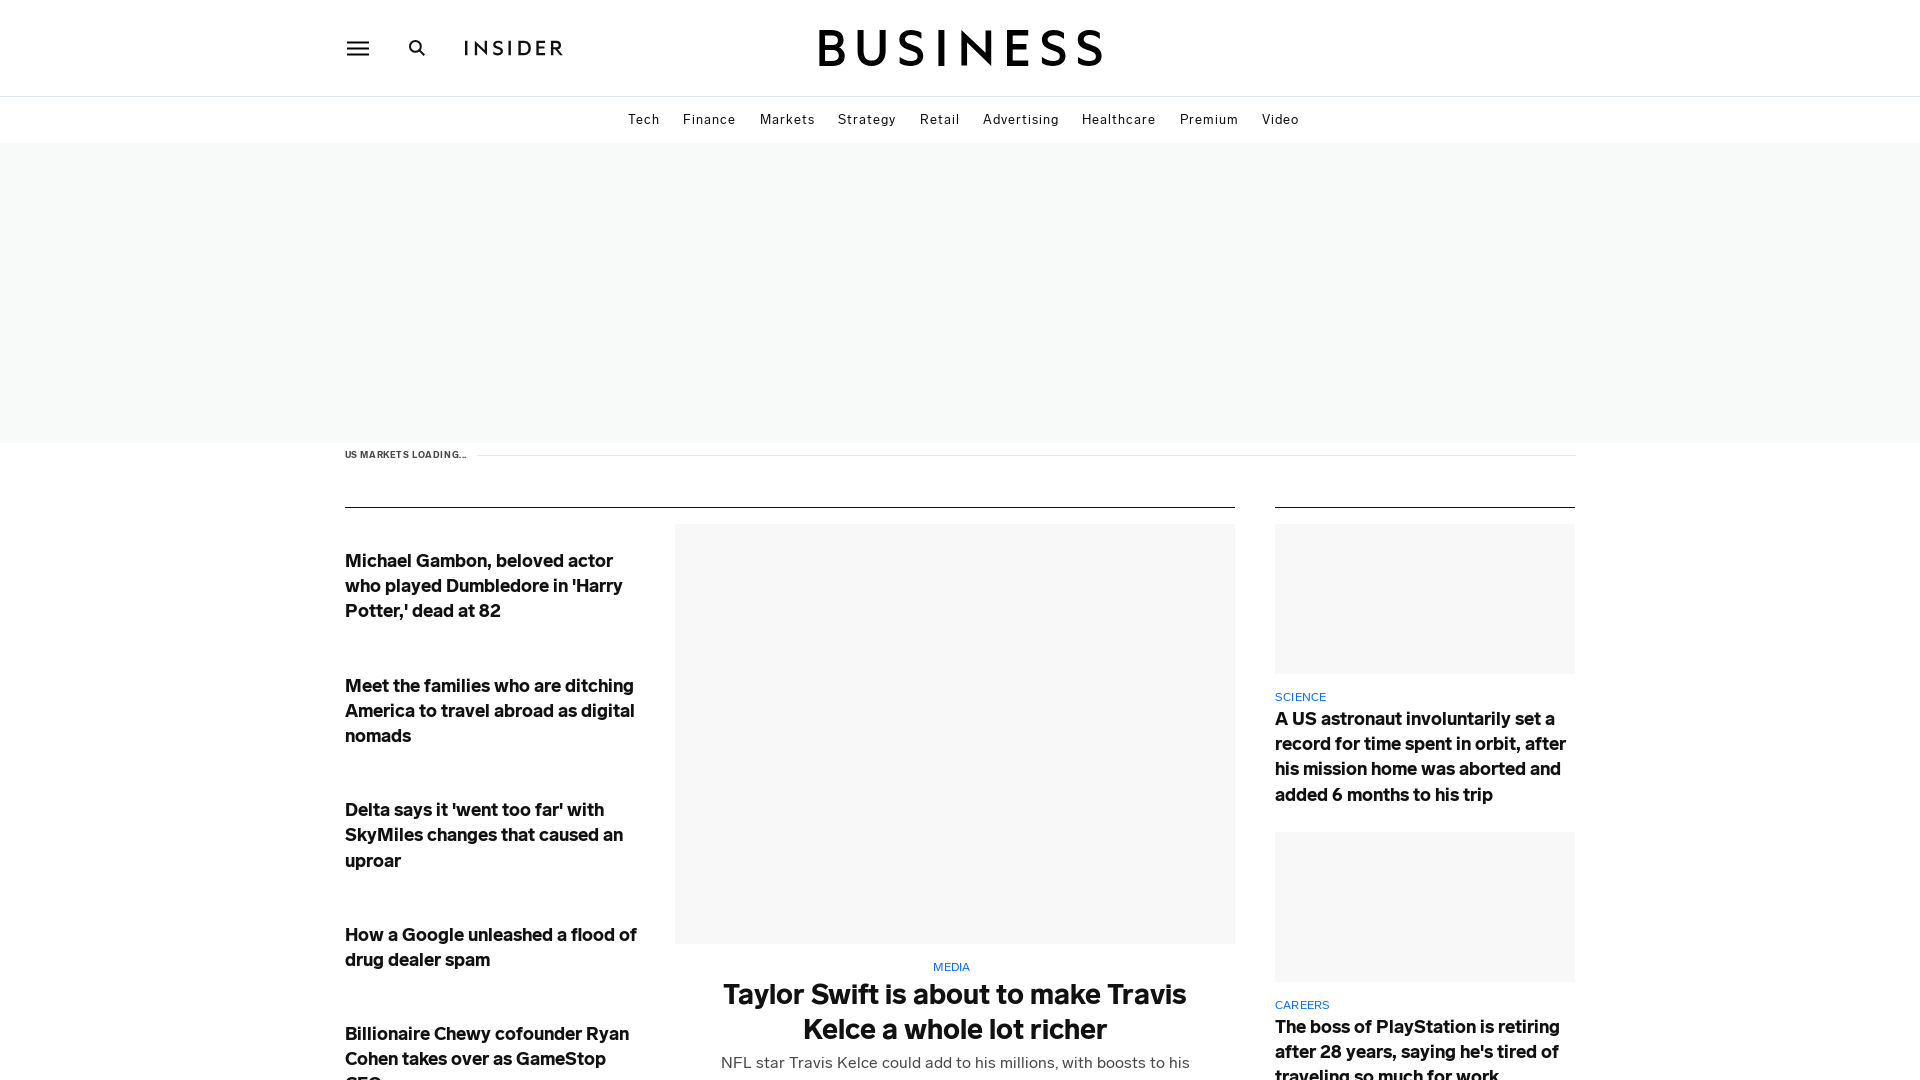 INSIDER
BUSINESS
Tech Finance Markets Strategy Retail Advertising Healthcare Premium Video
US MARKETS LOADING...
Michael Gambon, beloved actor
who played Dumbledore in 'Harry
Potter,' dead at 82
Meet the families who are ditching
America to travel abroad as digital
nomads
Delta says it 'went too far' with
SkyMiles changes that caused an
uproar
How a Google unleashed a flood of
drug dealer spam
Billionaire Chewy cofounder Ryan
Cohen takes over as GameStop
CEO
MEDIA
Taylor Swift is about to make Travis
Kelce a whole lot richer
NFL star Travis Kelce could add to his millions, with boosts to his
SCIENCE
A US astronaut involuntarily set a
record for time spent in orbit, after
his mission home was aborted and
added 6 months to his trip
CAREERS
The boss of PlayStation is retiring
after 28 years, saying he's tired of
traveling so much for work